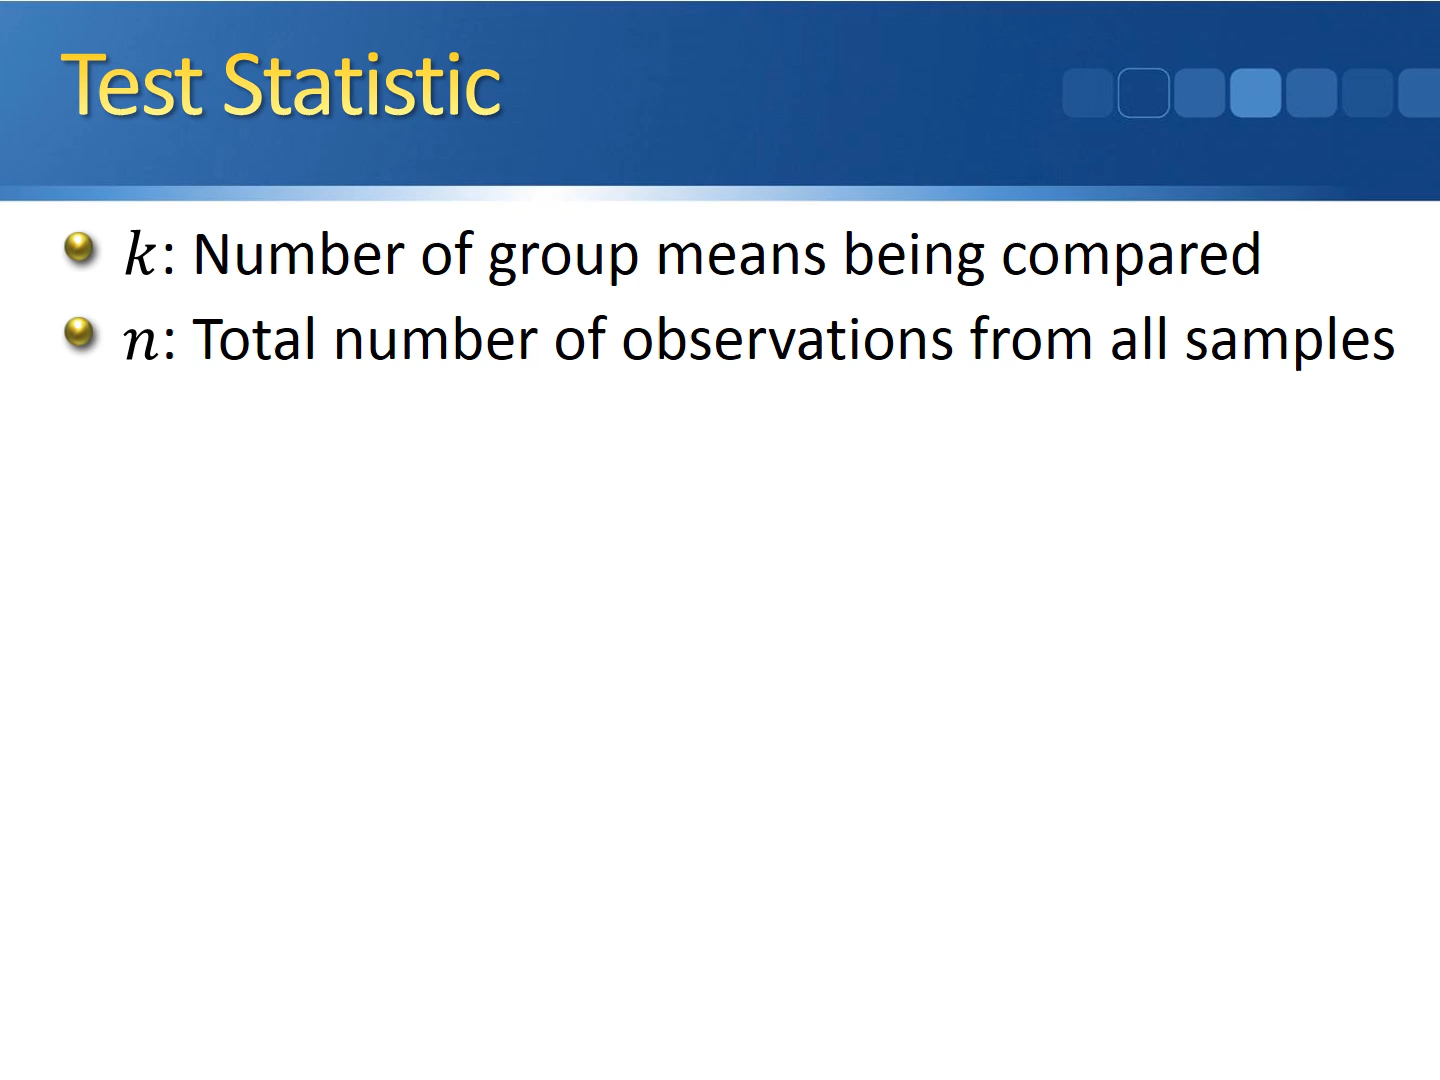 Test Statistic
k: Number of group means being compared
n: Total number of observations from all samples